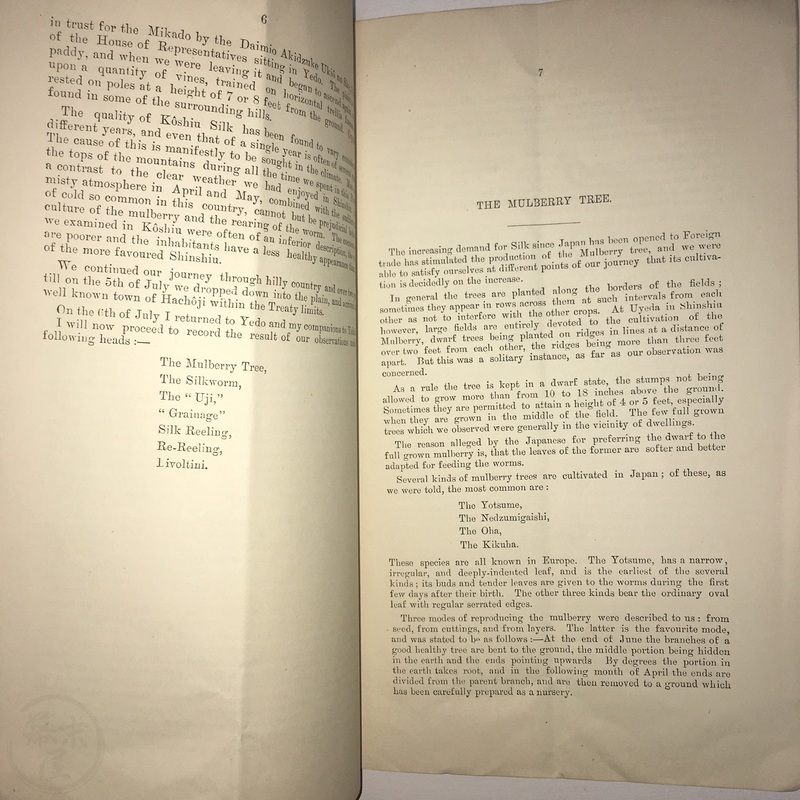 6
in trust for the Mikado by the Daimio Akidzuke Ukio
of the House of Representatives sitting in Yedo. The
paddy, and when we were leaving it and began to ascend
upon a quantity of vines, trained on horizontal trellis
rested on poles at a height of 7 or 8 feet from the ground.
found in some of the surrounding hills.
The quality of Kôshiu Silk has been found to vary
different years, and even that of a single year is often of
The cause of this is manifestly to be sought in the climate.
the tops of the mountains during all the time we spent in this
a contrast to the clear weather we had enjoyed in Shinshiu
misty atmosphere in April and May, combined with the
of cold so common in this country, cannot but be prejudicial
culture of the mulberry and the rearing of the worm. The
we examined in Kôshiu were often of an inferior description,
are poorer and the inhabitants have a less healthy appearance
of the more favoured Shinshiu.
We continued our journey through hilly country and over
till on the 5th of July we dropped down into the plain, and
well known town of Hachôji within the Treaty limits.
On the 6th of July I returned to Yedo and my companions to
I will now proceed to record the result of our observations
following heads :—
The Mulberry Tree,
The Silkworm,
The “ Uji,”
“ Grainage”
Silk Reeling,
Re-Reeling,
Livoltini.
7
THE MULBERRY TREE.
The increasing demand for Silk since Japan has been opened to Foreign
trade has stimulated the production of the Mulberry tree, and we were
able to satisfy ourselves at different points of our journey that its cultiva-
tion is decidedly on the increase.
In general the trees are planted along the borders of the fields ;
sometimes they appear in rows across them at such intervals from each
other as not to interfere with the other crops. At Uyeda in Shinshiu
however, large fields are entirely devoted to the cultivation of the
Mulberry, dwarf trees being planted on ridges in lines at a distance of
over two feet from each other, the ridges being more than three feet
apart. But this was a solitary instance, as far as our observation was
concerned.
As a rule the tree is kept in a dwarf state, the stumps not being
allowed to grow more than from 10 to 18 inches above the ground.
Sometimes they are permitted to attain a height of 4 or 5 feet, especially
when they are grown in the middle of the field. The few full grown
trees which we observed were generally in the vicinity of dwellings.
The reason alleged by the Japanese for preferring the dwarf to the
full grown mulberry is, that the leaves of the former are softer and better
adapted for feeding the worms.
Several kinds of mulberry trees are cultivated in Japan ; of these, as
we were told, the most common are :
The Yotsume,
The Nedzumigaishi,
The Oha,
The Kikuha.
These species are all known in Europe. The Yotsume, has a narrow,
irregular, and deeply-indented leaf, and is the earliest of the several
kinds ; its buds and tender leaves are given to the worms during the first
few days after their birth. The other three kinds bear the ordinary oval
leaf with regular serrated edges.
Three modes of reproducing the mulberry were described to us : from
seed, from cuttings, and from layers. The latter is the favourite mode,
and was stated to be as follows :—At the end of June the branches of a
good healthy tree are bent to the ground, the middle portion being hidden
in the earth and the ends pointing upwards By degrees the portion in
the earth takes root, and in the following month of April the ends are
divided from the parent branch, and are then removed to a ground which
has been carefully prepared as a nursery.